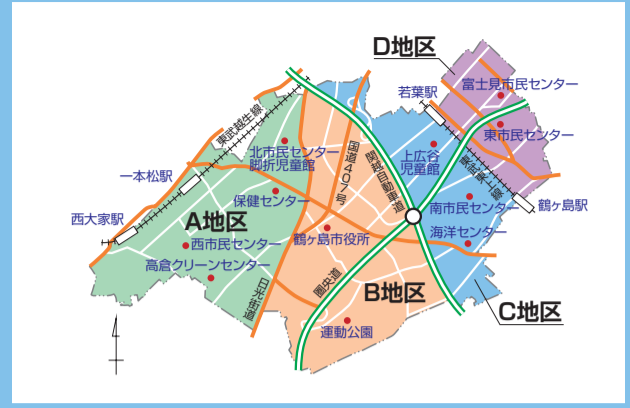 D地区
富士見市民センター
若葉駅
東市民センター
東武越生線
国道407号
関越自動車道
北市民センター
脚折児童館
上広谷
児童館
東武東上線
一本松駅
保健センター
南市民センター
鶴ヶ島駅
西大家駅
A地区
鶴ヶ島市役所
海洋センター
西市民センター
高倉クリーンセンター
日光街道
圏央道
B地区
C地区
運動公園